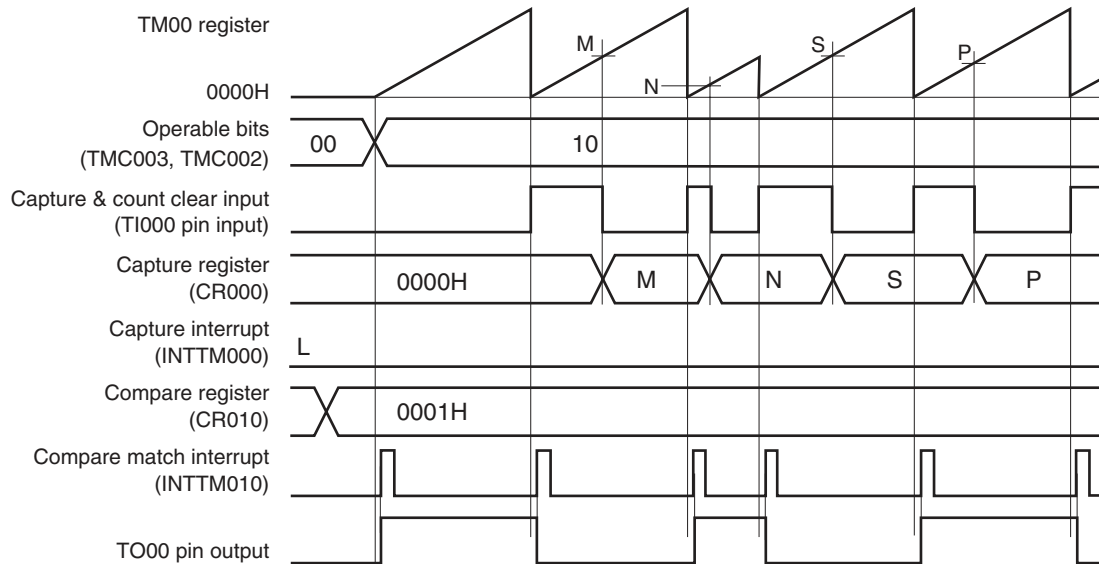 TM00 register
M
S
P
N
0000H
Operable bits
(TMC003, TMC002)
00
10
Capture & count clear input
(TI000 pin input)
Capture register
(CR000)
0000H
M
N
S
P
Capture interrupt
(INTTM000)
L
Compare register
(CR010)
0001H
Compare match interrupt
(INTTM010)
TO00 pin output